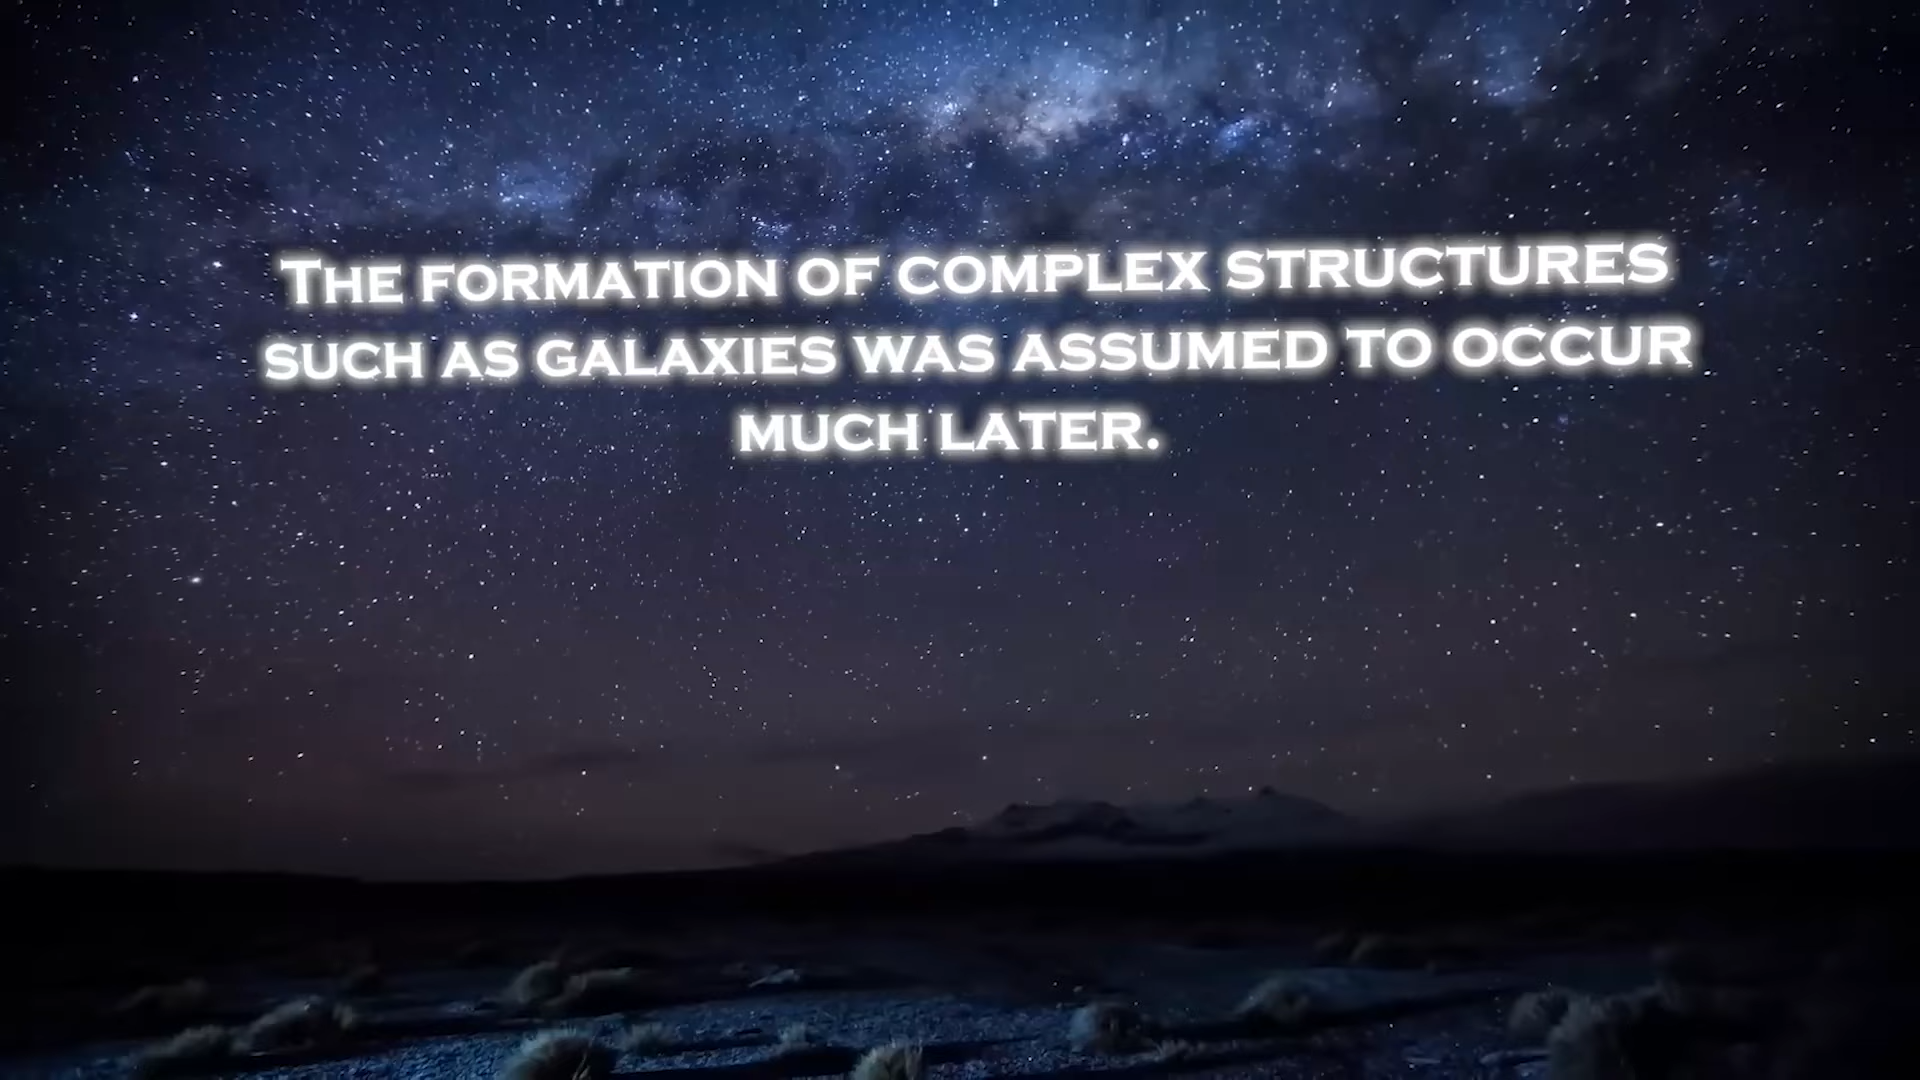 The formation of complex structures
such as galaxies was assumed to occur
much later.